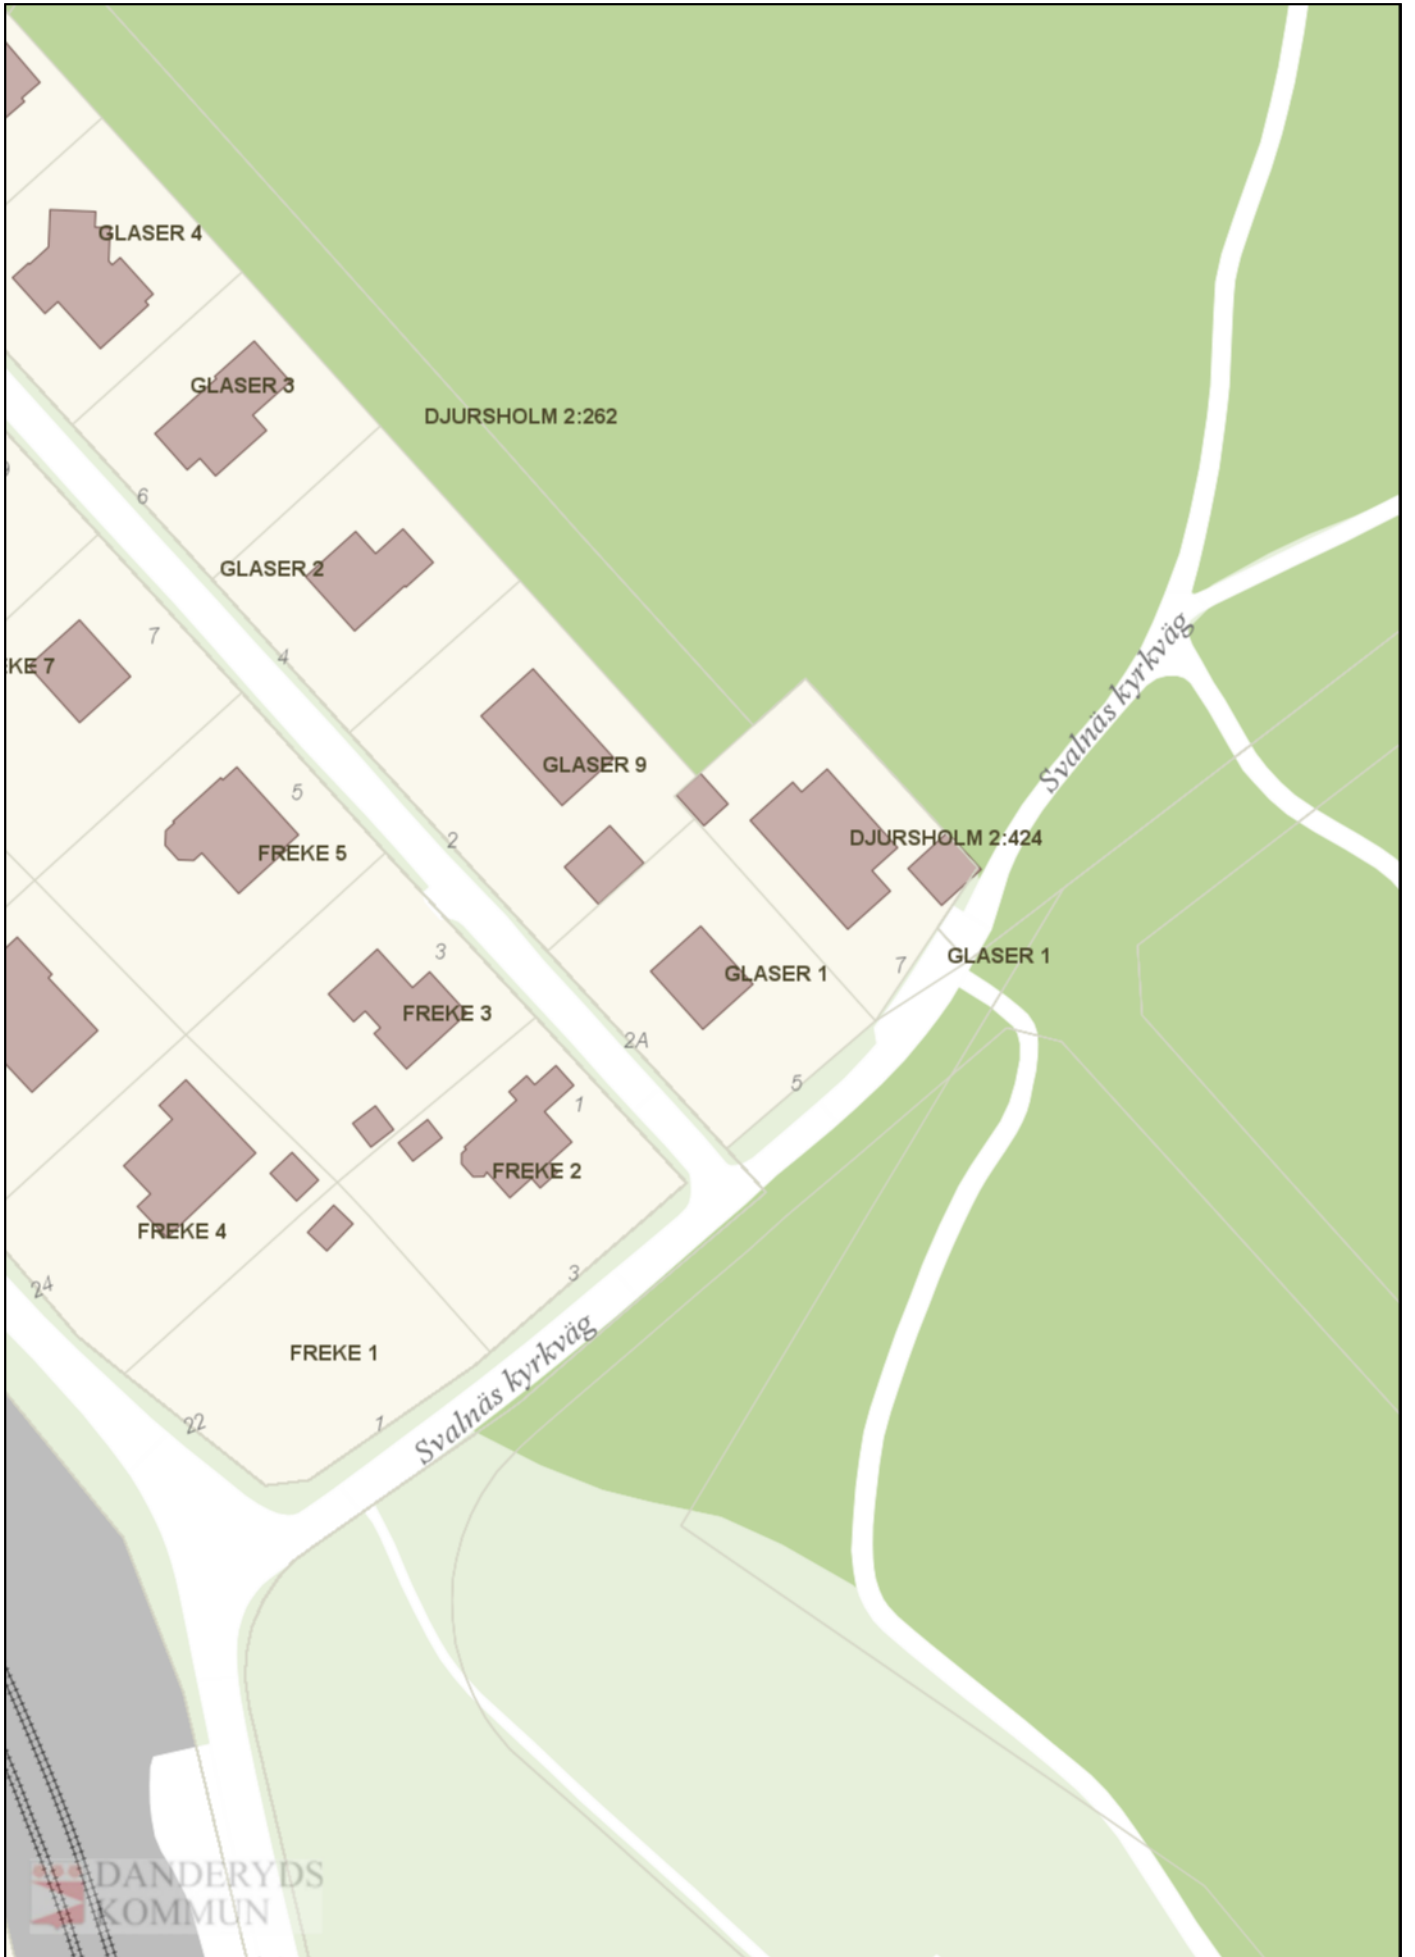 GLASER 4
GLASER 3
DJURSHOLM 2:262
6
GLASER 2
7
4
KE 7
GLASER 9
5
2
DJURSHOLM 2:424
FREKE 5
Svalnäs kyrkväg
3
GLASER 1
7
GLASER 1
FREKE 3
2A
5
1
FREKE 2
FREKE 4
3
24
FREKE 1
22
1
Svalnäs kyrkväg
DANDERYDS
KOMMUN